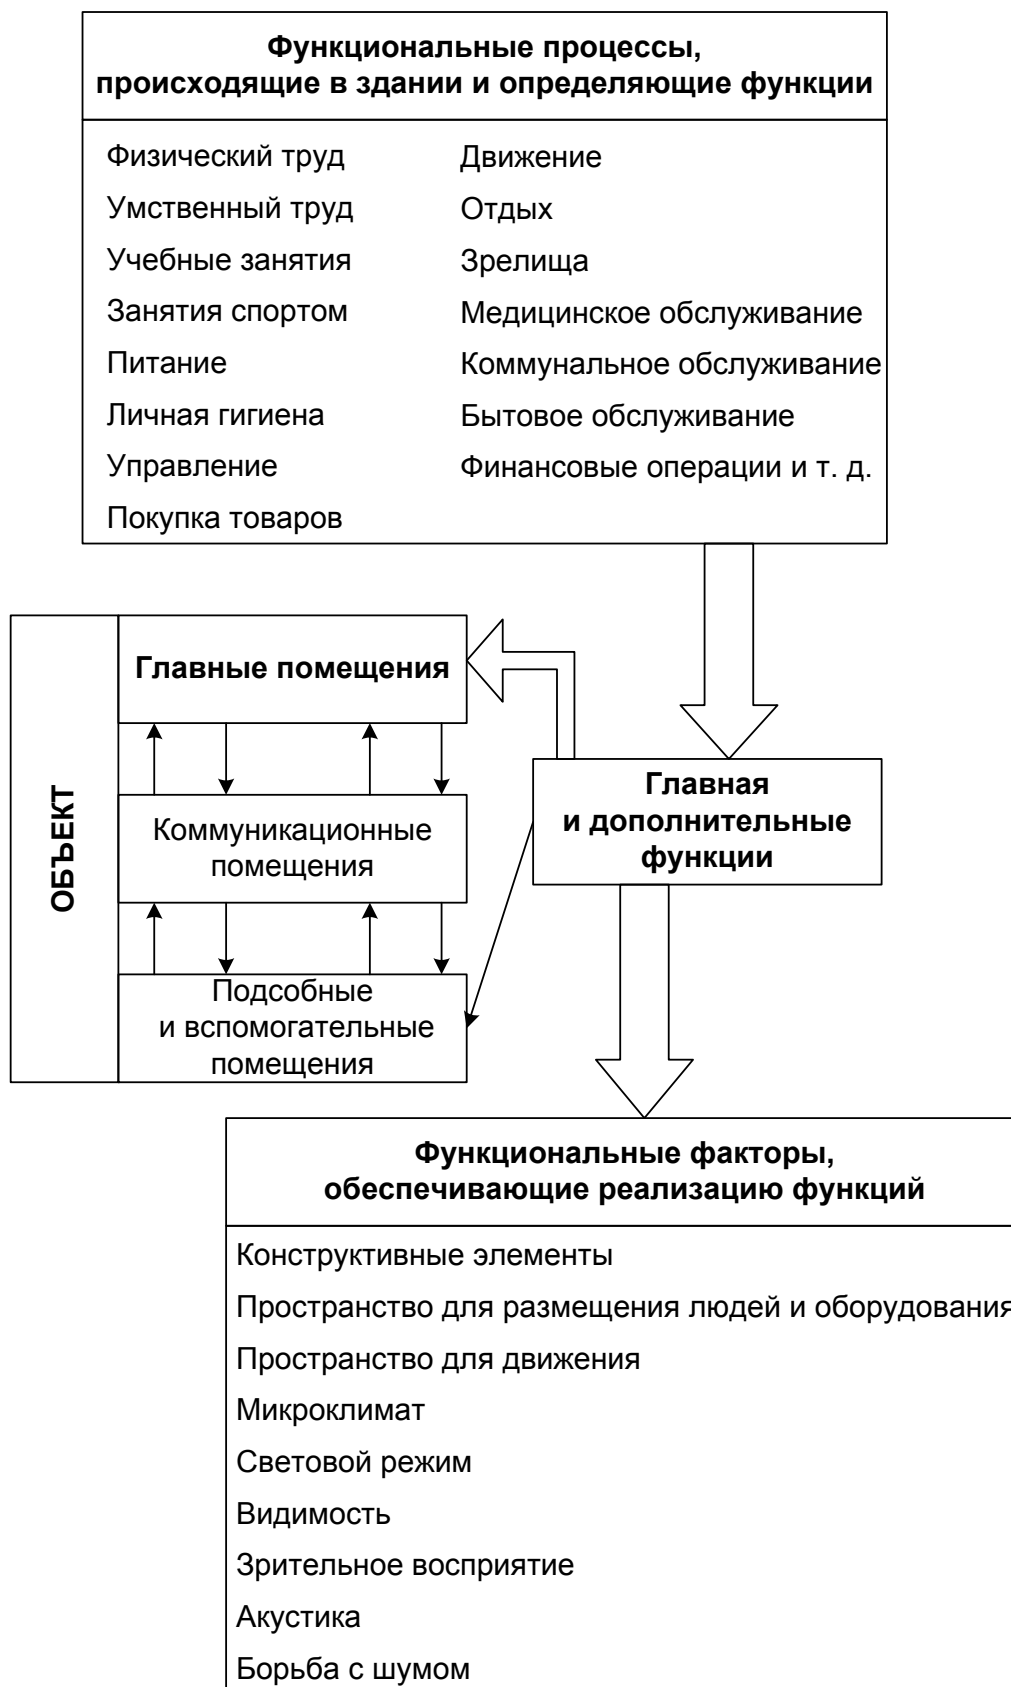 Функциональные процессы,
происходящие в здании и определяющие функции
Физический труд
Умственный труд
Учебные занятия
Занятия спортом
Питание
Личная гигиена
Управление
Покупка товаров
Движение
Отдых
Зрелища
Медицинское обслуживание
Коммунальное обслуживание
Бытовое обслуживание
Финансовые операции и т. д.
ОБЪЕКТ
Главные помещения
Коммуникационные
помещения
Подсобные
и вспомогательные
помещения
Главная
и дополнительные
функции
Функциональные факторы,
обеспечивающие реализацию функций
Конструктивные элементы
Пространство для размещения людей и оборудования
Пространство для движения
Микроклимат
Световой режим
Видимость
Зрительное восприятие
Акустика
Борьба с шумом